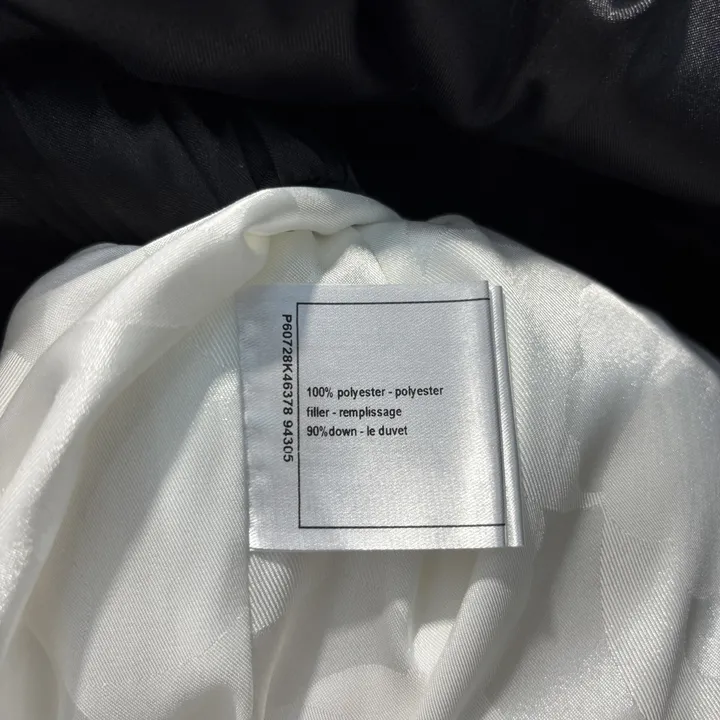 P60728K46378 94305
100% polyester - polyester
filler - remplissage
90%down - le duvet